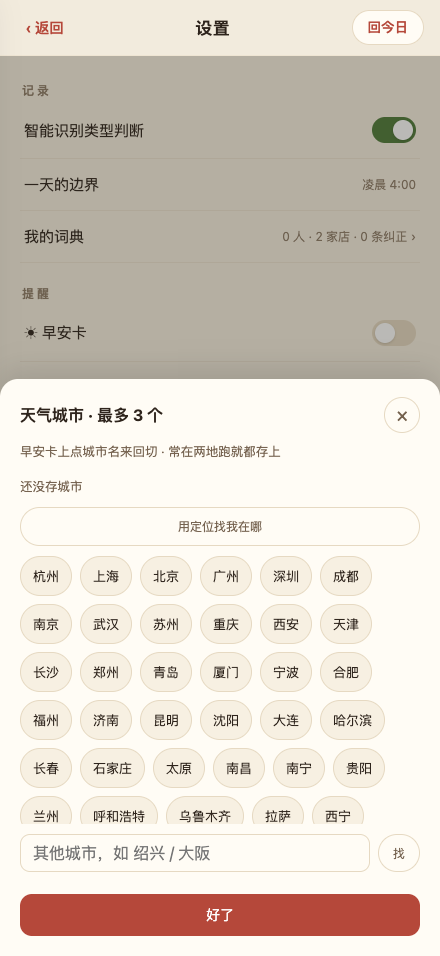 ‹ 返回 设置 回今日
记录
智能识别类型判断
一天的边界 凌晨 4:00
我的词典 0 人 · 2 家店 · 0 条纠正 ›
提醒
☀ 早安卡
天气城市 · 最多 3 个 ×
早安卡上点城市名来回切 · 常在两地跑就都存上
还没存城市
用定位找我在哪
杭州 上海 北京 广州 深圳 成都
南京 武汉 苏州 重庆 西安 天津
长沙 郑州 青岛 厦门 宁波 合肥
福州 济南 昆明 沈阳 大连 哈尔滨
长春 石家庄 太原 南昌 南宁 贵阳
兰州 呼和浩特 乌鲁木齐 拉萨 西宁
其他城市，如 绍兴 / 大阪 找
好了